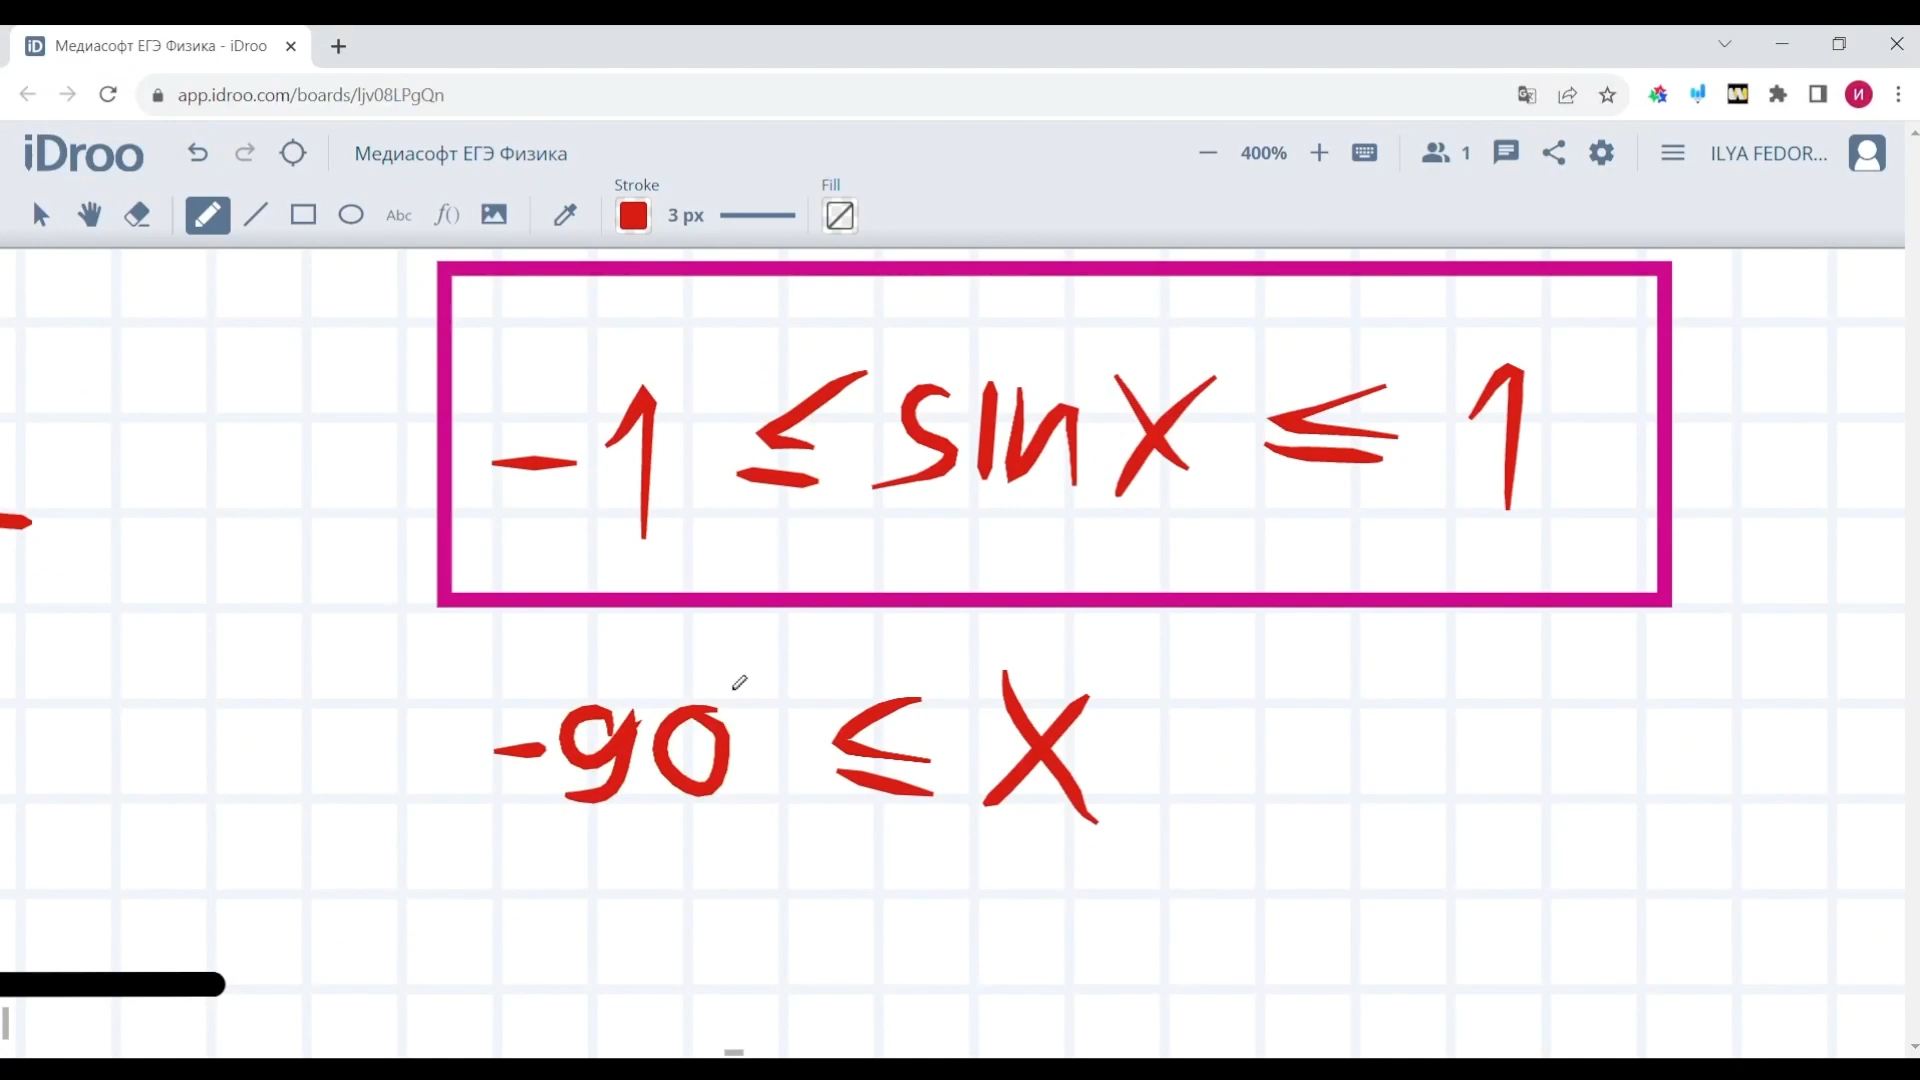 Медиасофт ЕГЭ Физика - iDroo
app.idroo.com/boards/ljv08LPgQn
И
iDroo
Медиасофт ЕГЭ Физика
400%
1
ILYA FEDOR...
Stroke
Fill
Abc
f()
3 px
-1 ≤ sin x ≤ 1
-90 ≤ x